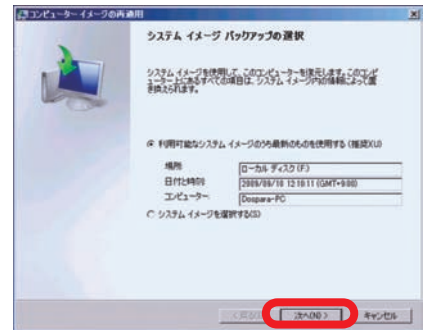 コンピューター イメージの再適用
システム イメージ バックアップの選択
システム イメージを使用して、このコンピューターを復元します。このコンピ
ューター上にあるすべての項目は、システム イメージ内の情報によって置
き換えられます。
利用可能なシステム イメージのうち最新のものを使用する (推奨)(U)
場所: ローカル ディスク (F:)
日付と時刻: 2009/09/10 12:10:11 (GMT+9:00)
コンピューター: Dospara-PC
システム イメージを選択する(S)
< 戻る(B) 次へ(N) > キャンセル